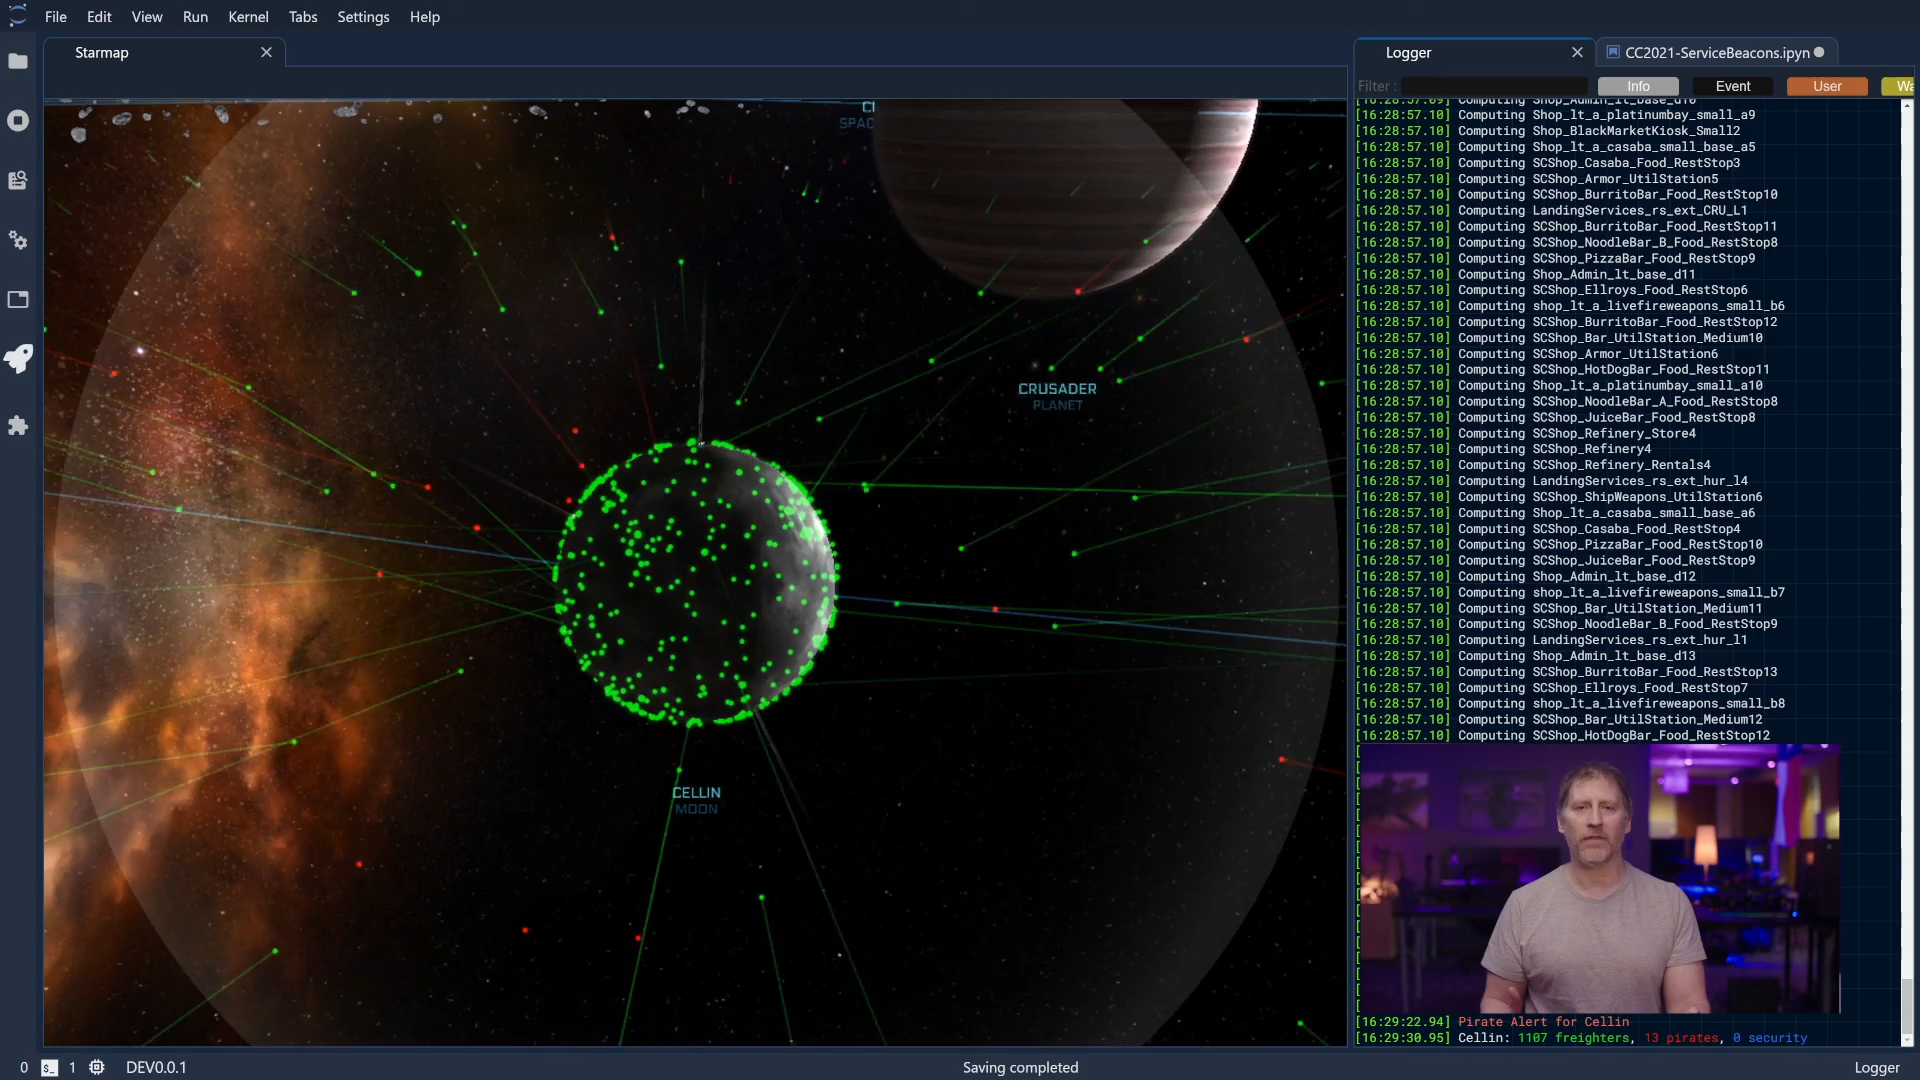 File Edit View Run Kernel Tabs Settings Help
Starmap
Logger
CC2021-ServiceBeacons.ipyn
Filter :
Info
Event
User
SPAC
CRUSADER
PLANET
CELLIN
MOON
[16:28:57.09] Computing Shop_Admin_lt_base_d10
[16:28:57.10] Computing Shop_lt_a_platinumbay_small_a9
[16:28:57.10] Computing Shop_BlackMarketKiosk_Small2
[16:28:57.10] Computing Shop_lt_a_casaba_small_base_a5
[16:28:57.10] Computing SCShop_Casaba_Food_RestStop3
[16:28:57.10] Computing SCShop_Armor_UtilStation5
[16:28:57.10] Computing SCShop_BurritoBar_Food_RestStop10
[16:28:57.10] Computing LandingServices_rs_ext_CRU_L1
[16:28:57.10] Computing SCShop_BurritoBar_Food_RestStop11
[16:28:57.10] Computing SCShop_NoodleBar_B_Food_RestStop8
[16:28:57.10] Computing SCShop_PizzaBar_Food_RestStop9
[16:28:57.10] Computing Shop_Admin_lt_base_d11
[16:28:57.10] Computing SCShop_Ellroys_Food_RestStop6
[16:28:57.10] Computing shop_lt_a_livefireweapons_small_b6
[16:28:57.10] Computing SCShop_BurritoBar_Food_RestStop12
[16:28:57.10] Computing SCShop_Bar_UtilStation_Medium10
[16:28:57.10] Computing SCShop_Armor_UtilStation6
[16:28:57.10] Computing SCShop_HotDogBar_Food_RestStop11
[16:28:57.10] Computing Shop_lt_a_platinumbay_small_a10
[16:28:57.10] Computing SCShop_NoodleBar_A_Food_RestStop8
[16:28:57.10] Computing SCShop_JuiceBar_Food_RestStop8
[16:28:57.10] Computing SCShop_Refinery_Store4
[16:28:57.10] Computing SCShop_Refinery4
[16:28:57.10] Computing SCShop_Refinery_Rentals4
[16:28:57.10] Computing LandingServices_rs_ext_hur_l4
[16:28:57.10] Computing SCShop_ShipWeapons_UtilStation6
[16:28:57.10] Computing Shop_lt_a_casaba_small_base_a6
[16:28:57.10] Computing SCShop_Casaba_Food_RestStop4
[16:28:57.10] Computing SCShop_PizzaBar_Food_RestStop10
[16:28:57.10] Computing SCShop_JuiceBar_Food_RestStop9
[16:28:57.10] Computing Shop_Admin_lt_base_d12
[16:28:57.10] Computing shop_lt_a_livefireweapons_small_b7
[16:28:57.10] Computing SCShop_Bar_UtilStation_Medium11
[16:28:57.10] Computing SCShop_NoodleBar_B_Food_RestStop9
[16:28:57.10] Computing LandingServices_rs_ext_hur_l1
[16:28:57.10] Computing Shop_Admin_lt_base_d13
[16:28:57.10] Computing SCShop_BurritoBar_Food_RestStop13
[16:28:57.10] Computing SCShop_Ellroys_Food_RestStop7
[16:28:57.10] Computing shop_lt_a_livefireweapons_small_b8
[16:28:57.10] Computing SCShop_Bar_UtilStation_Medium12
[16:28:57.10] Computing SCShop_HotDogBar_Food_RestStop12
[16:29:22.94] Pirate Alert for Cellin
[16:29:30.95] Cellin: 1107 freighters, 13 pirates, 0 security
0 1 DEV0.0.1
Saving completed
Logger